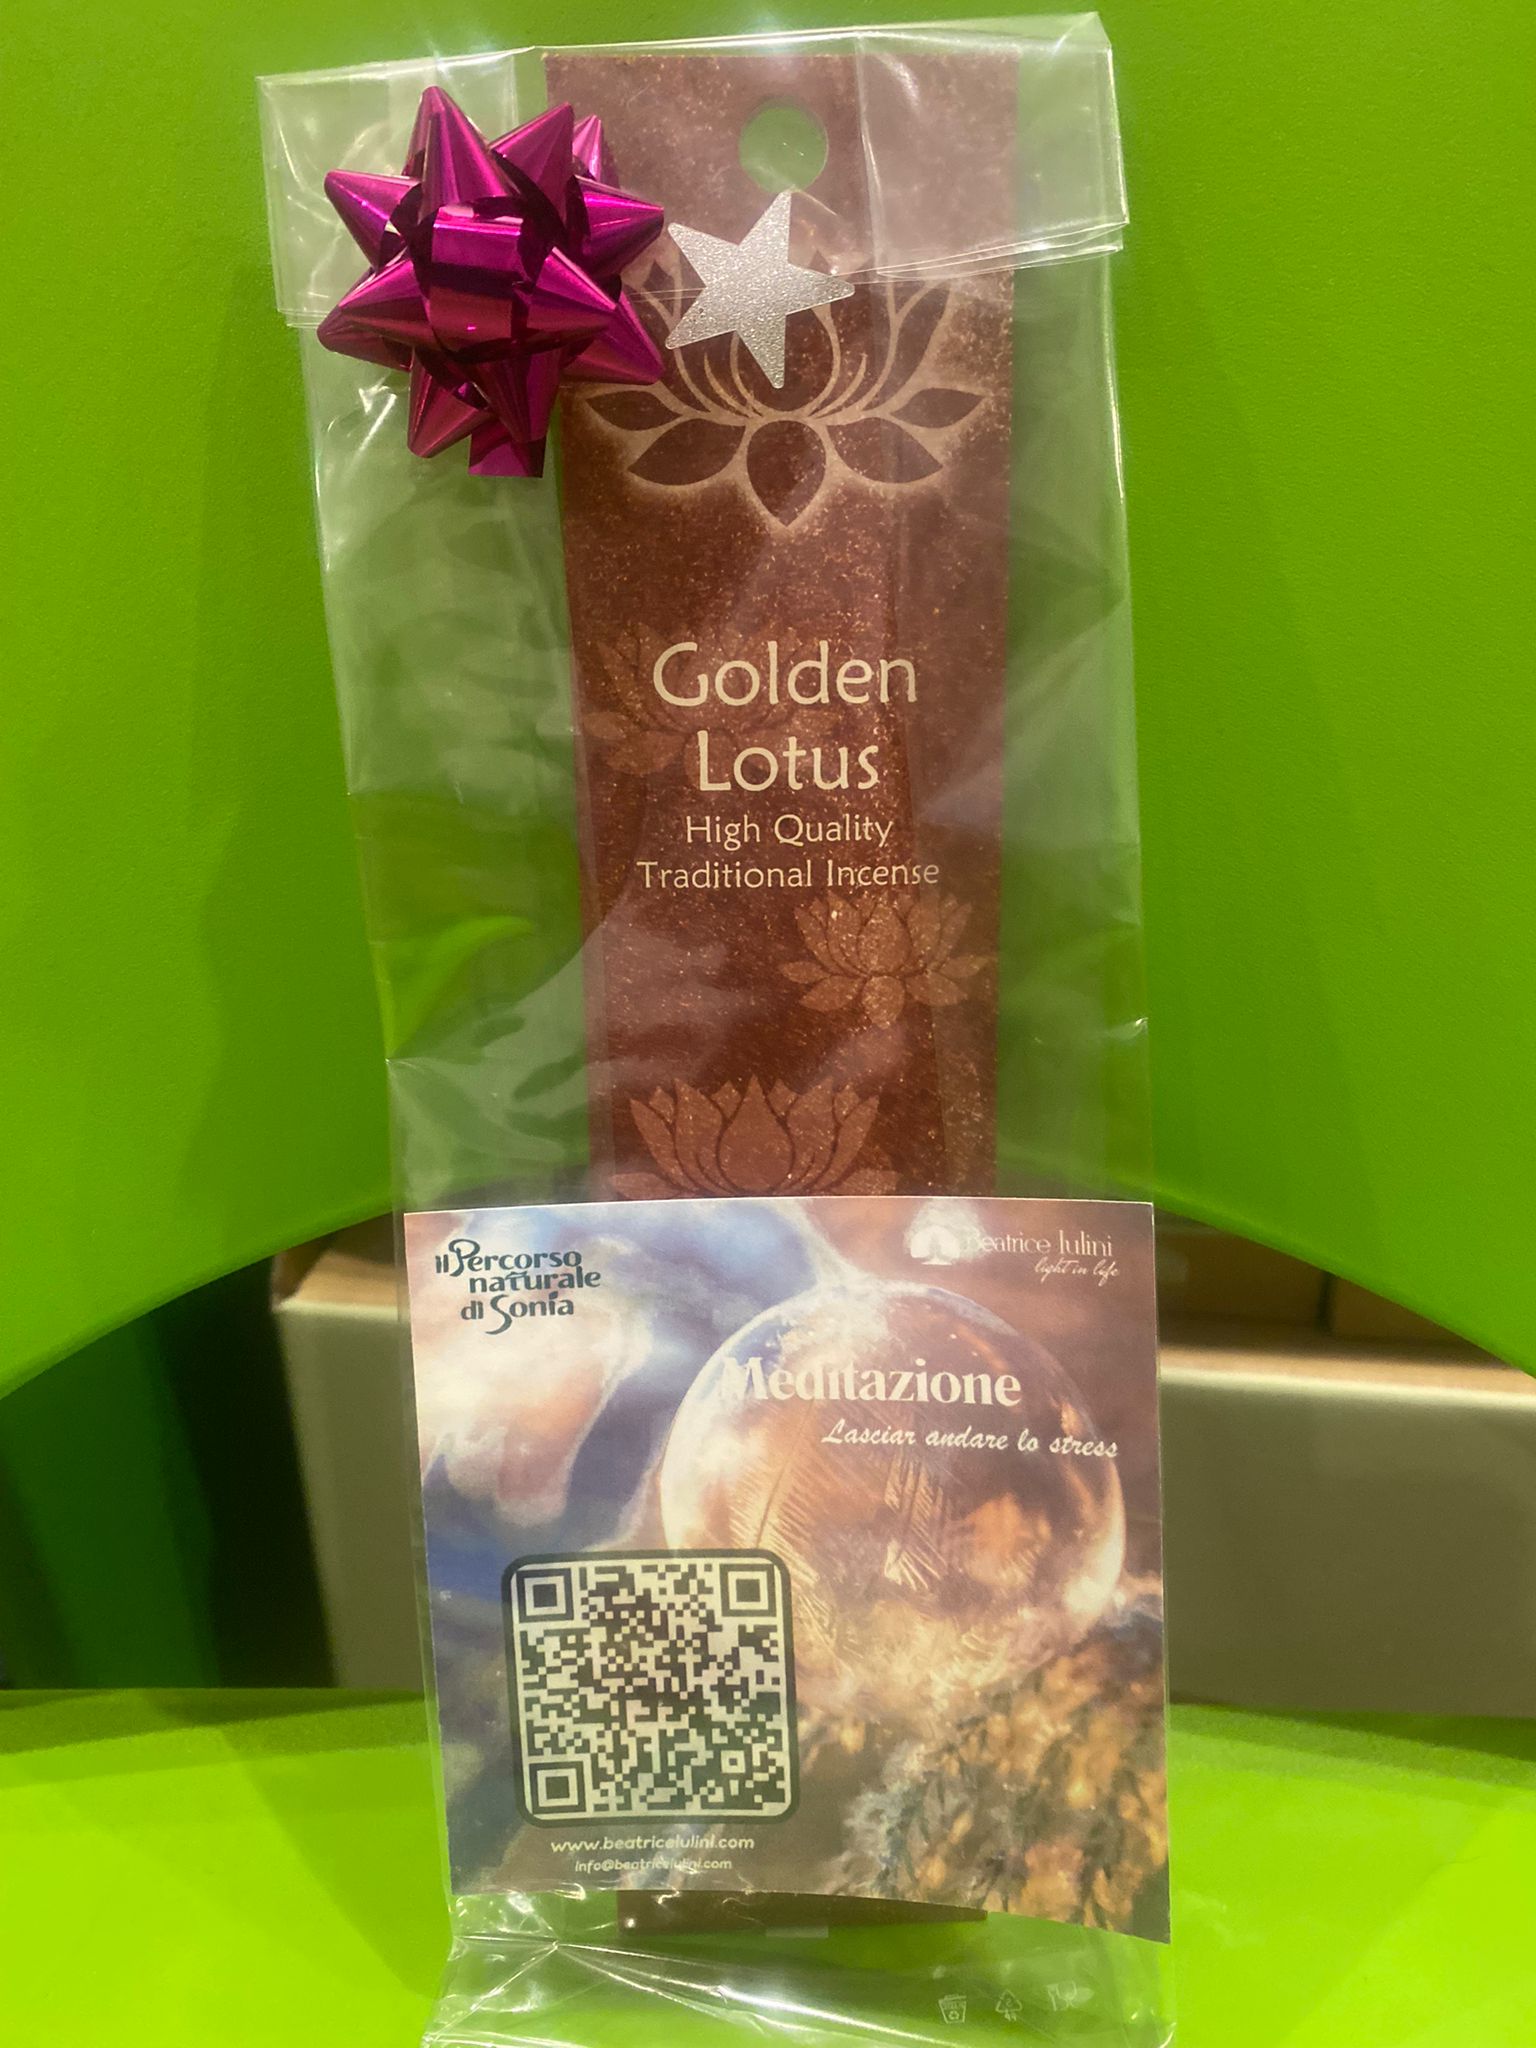 Golden
Lotus
High Quality
Traditional Incense
il Percorso
naturale
di Sonia
Beatrice Iulini
light in life
Meditazione
Lasciar andare lo stress
www.beatriceiulini.com
info@beatriceiulini.com